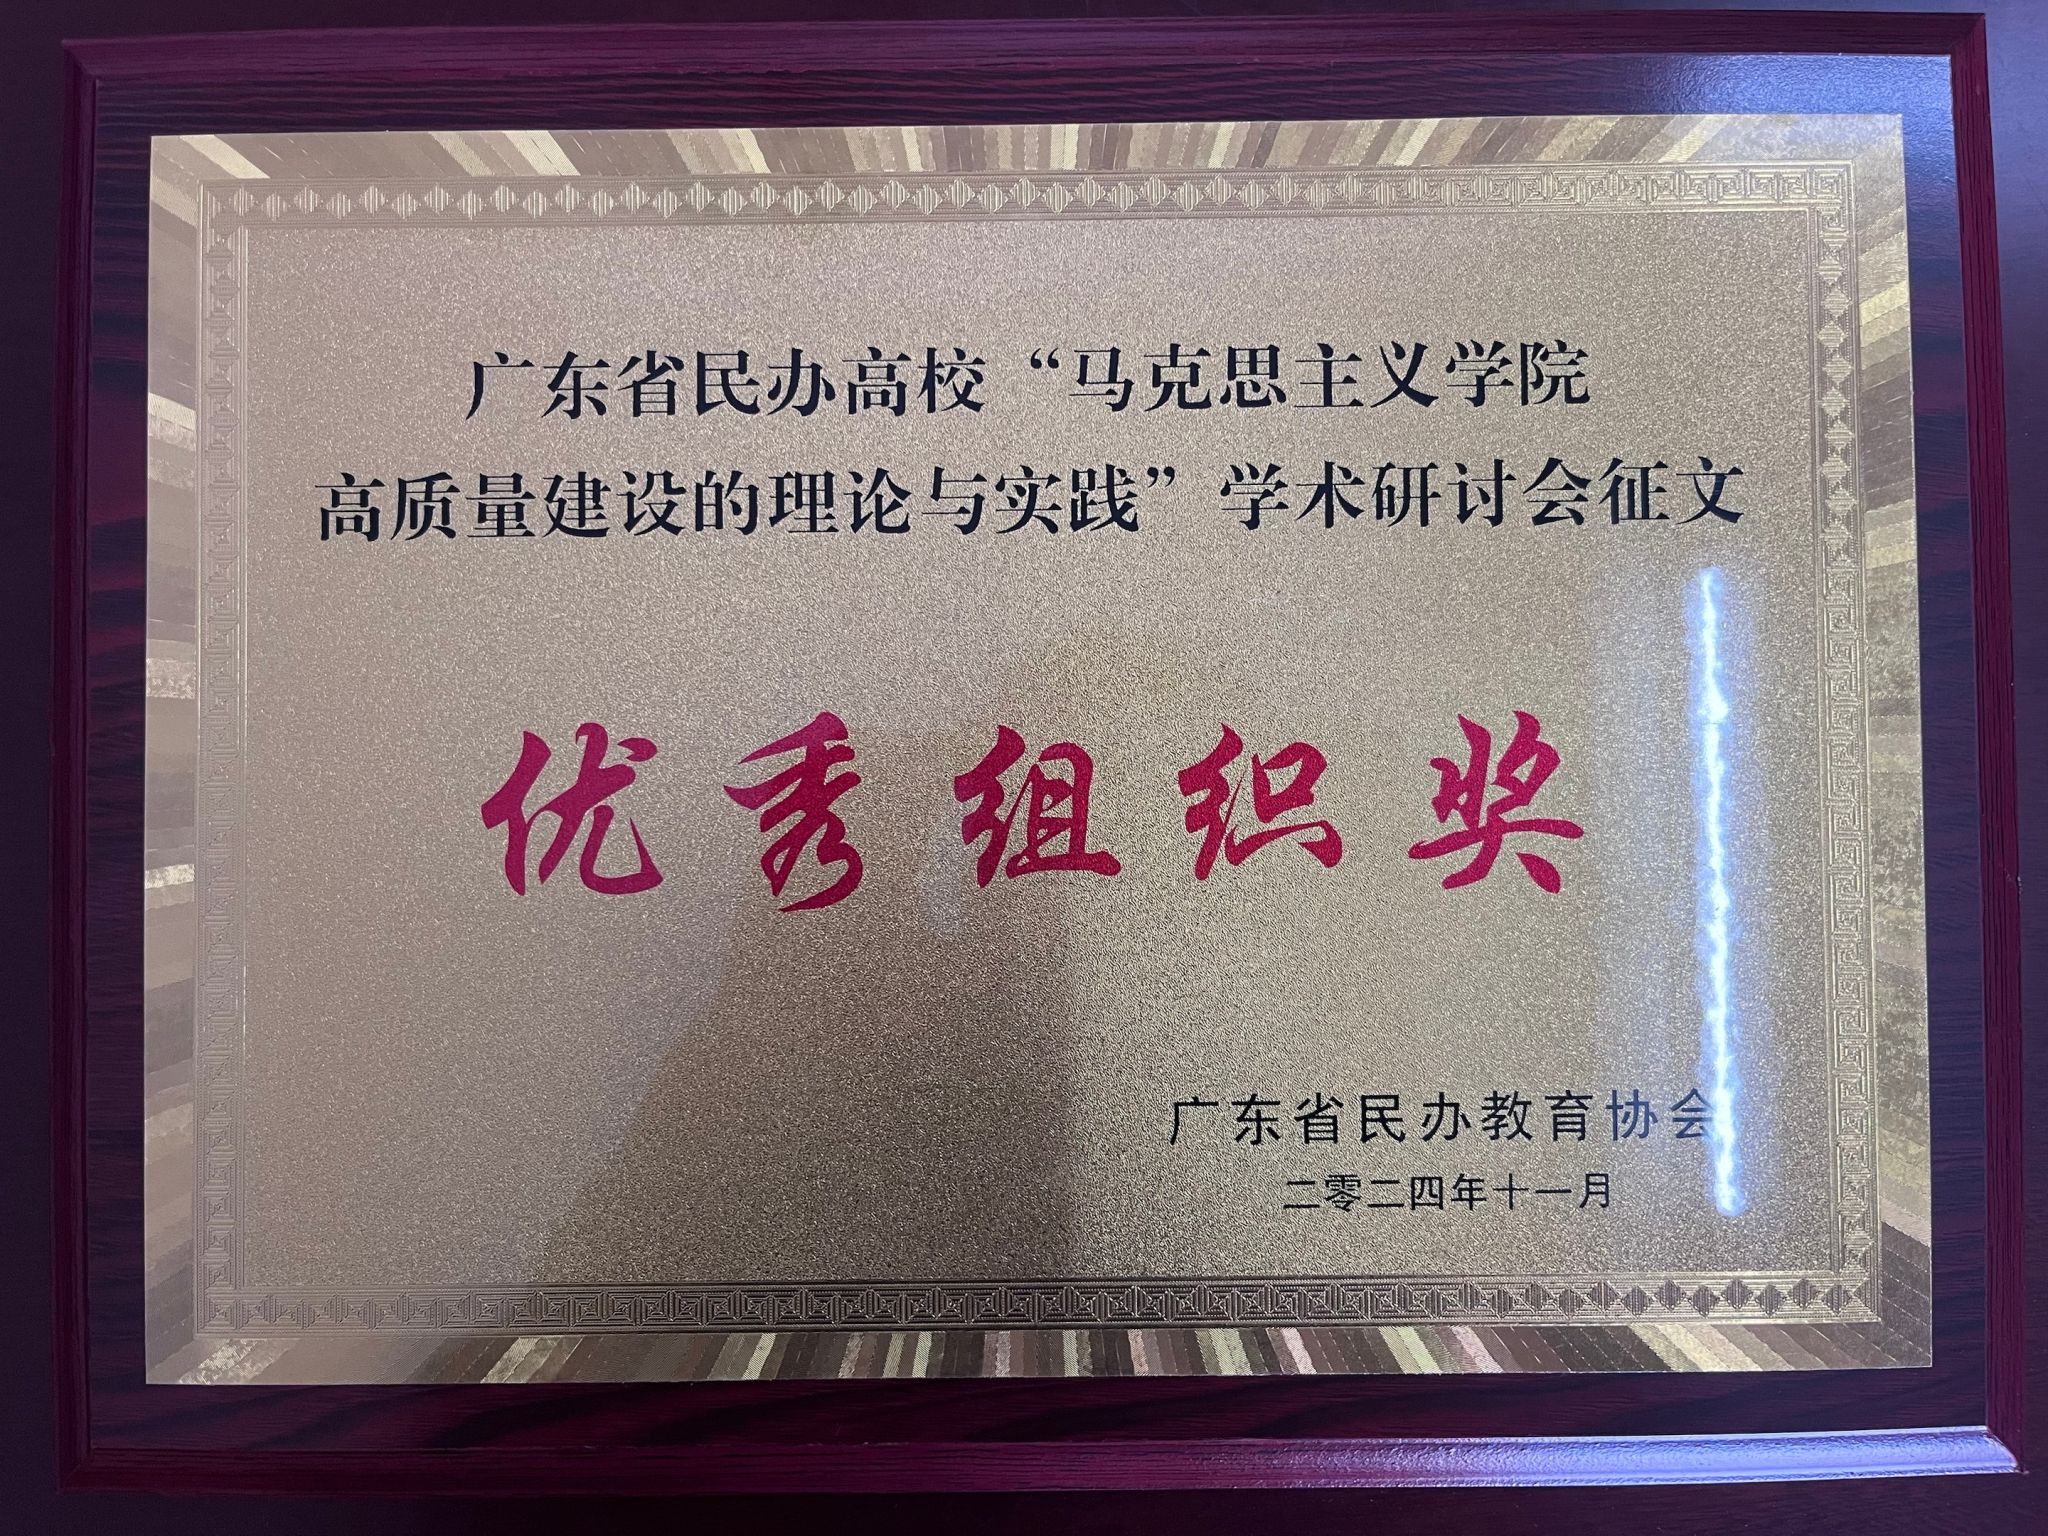 广东省民办高校“马克思主义学院
高质量建设的理论与实践”学术研讨会征文
优秀组织奖
广东省民办教育协会
二零二四年十一月